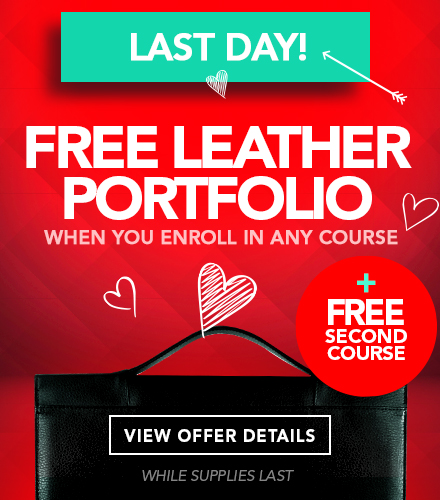 LAST DAY!
FREE LEATHER
PORTFOLIO
WHEN YOU ENROLL IN ANY COURSE
+
FREE
SECOND
COURSE
VIEW OFFER DETAILS
WHILE SUPPLIES LAST